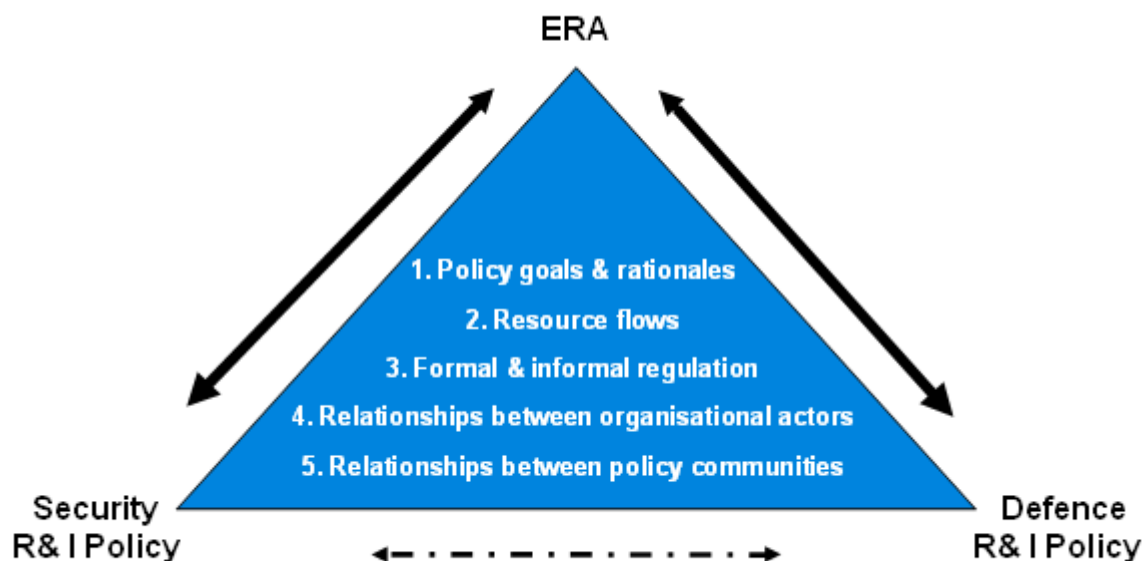 ERA
1. Policy goals & rationales
2. Resource flows
3. Formal & informal regulation
4. Relationships between organisational actors
5. Relationships between policy communities
Security
R& I Policy
Defence
R& I Policy